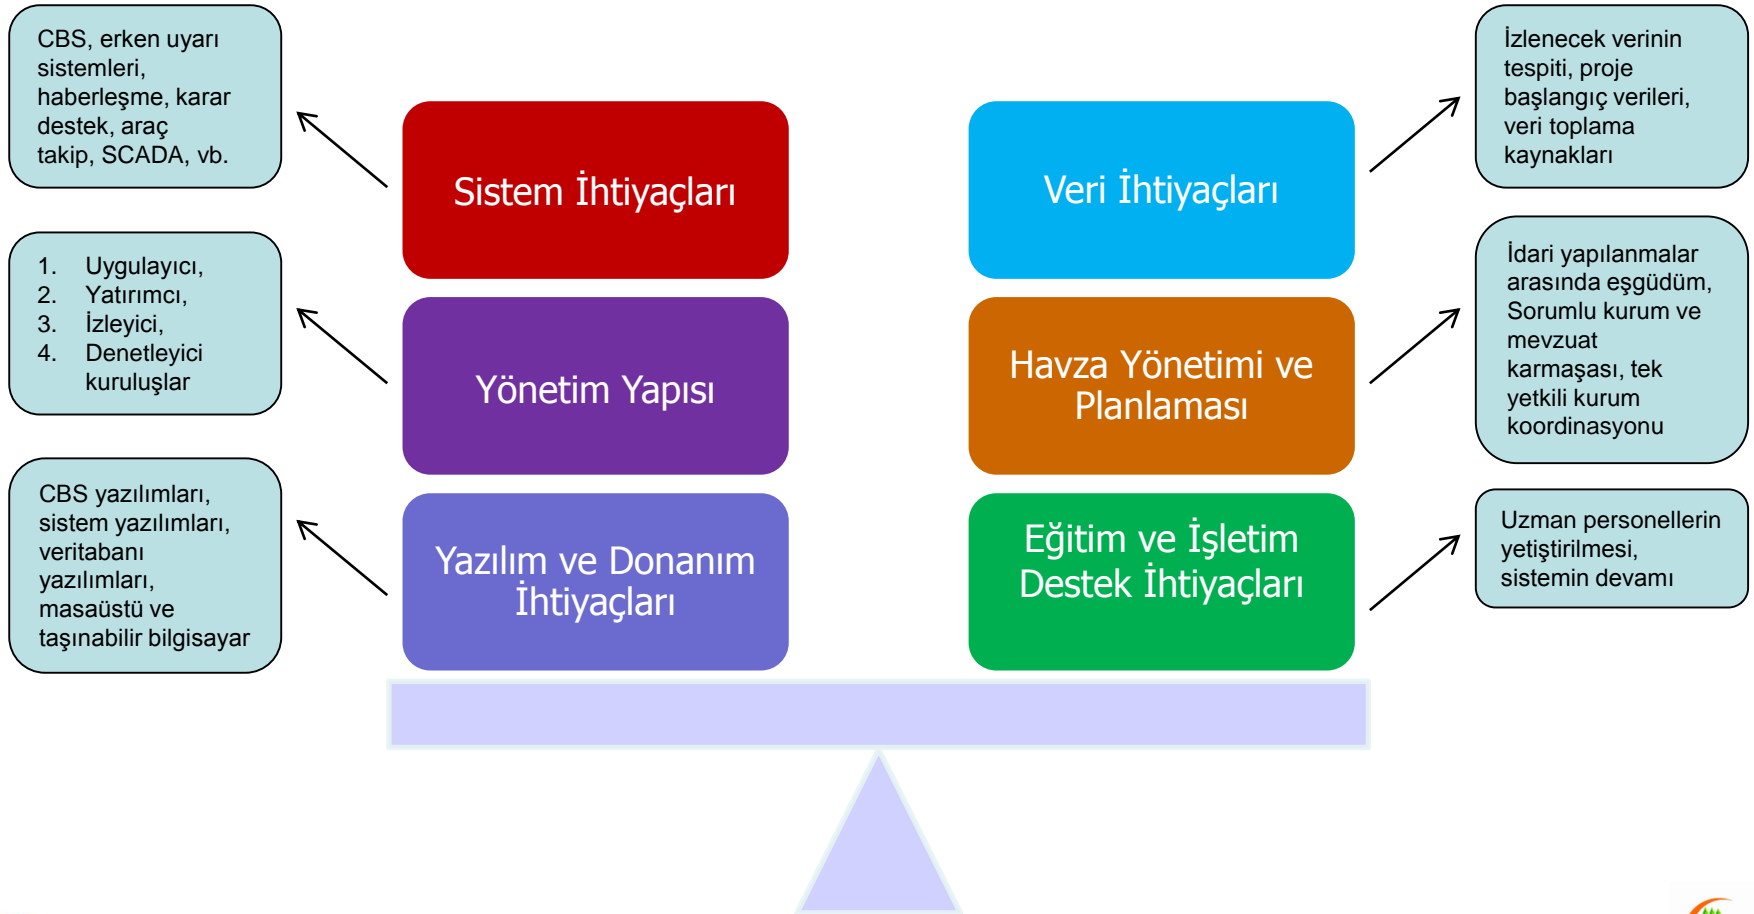 CBS, erken uyarı
sistemleri,
haberleşme, karar
destek, araç
takip, SCADA, vb.
Sistem İhtiyaçları
Veri İhtiyaçları
İzlenecek verinin
tespiti, proje
başlangıç verileri,
veri toplama
kaynakları
1. Uygulayıcı,
2. Yatırımcı,
3. İzleyici,
4. Denetleyici
kuruluşlar
Yönetim Yapısı
Havza Yönetimi ve
Planlaması
İdari yapılanmalar
arasında eşgüdüm,
Sorumlu kurum ve
mevzuat
karmaşası, tek
yetkili kurum
koordinasyonu
CBS yazılımları,
sistem yazılımları,
veritabanı
yazılımları,
masaüstü ve
taşınabilir bilgisayar
Yazılım ve Donanım
İhtiyaçları
Eğitim ve İşletim
Destek İhtiyaçları
Uzman personellerin
yetiştirilmesi,
sistemin devamı